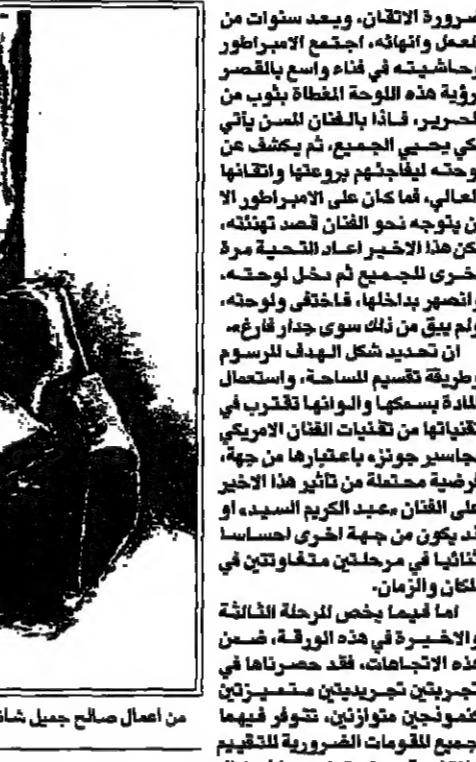 ضرورة الاتقان، وبعد سنوات من
العمل وانهائه، اجتمع الامبراطور
وحاشيته في فناء واسع بالقصر
لرؤية هذه اللوحة المغطاة بثوب من
الحرير، فاذا بالفنان المسن يأتي
لكي يحيي الجميع، ثم يكشف عن
لوحته ليفاجئهم بروعتها واتقانها
العالي، فما كان على الامبراطور الا
ان يتوجه نحو الفنان قصد تهنئته،
لكن هذا الاخير اعاد التحية مرة
اخرى للجميع ثم دخل لوحته،
وانصهر بداخلها، فاختفى ولوحته،
ولم يبق من ذلك سوى جدار فارغ».
ان تحديد شكل الهدف المرسوم
وطريقة تقسيم المساحة، واستعمال
المادة بسمكها والوانها تقترب في
تقنياتها من تقنيات الفنان الامريكي
«جاسبر جونز» باعتبارها من جهة،
فرضية محتملة من تأثير هذا الاخير
على الفنان «عبد الكريم السيد» او
قد يكون من جهة اخرى احساسا
ثنائيا في مرحلتين متفاوتتين في
المكان والزمان.
اما فيما يخص المرحلة الثالثة
والاخيرة في هذه الورقة، ضمن
هذه الاتجاهات، فقد حصرناها في
تجربتين تجريديتين متميزتين
كنموذجين متوازنين، تتوفر فيهما
جميع المقومات الضرورية للتقييم
من اعمال صالح جميل